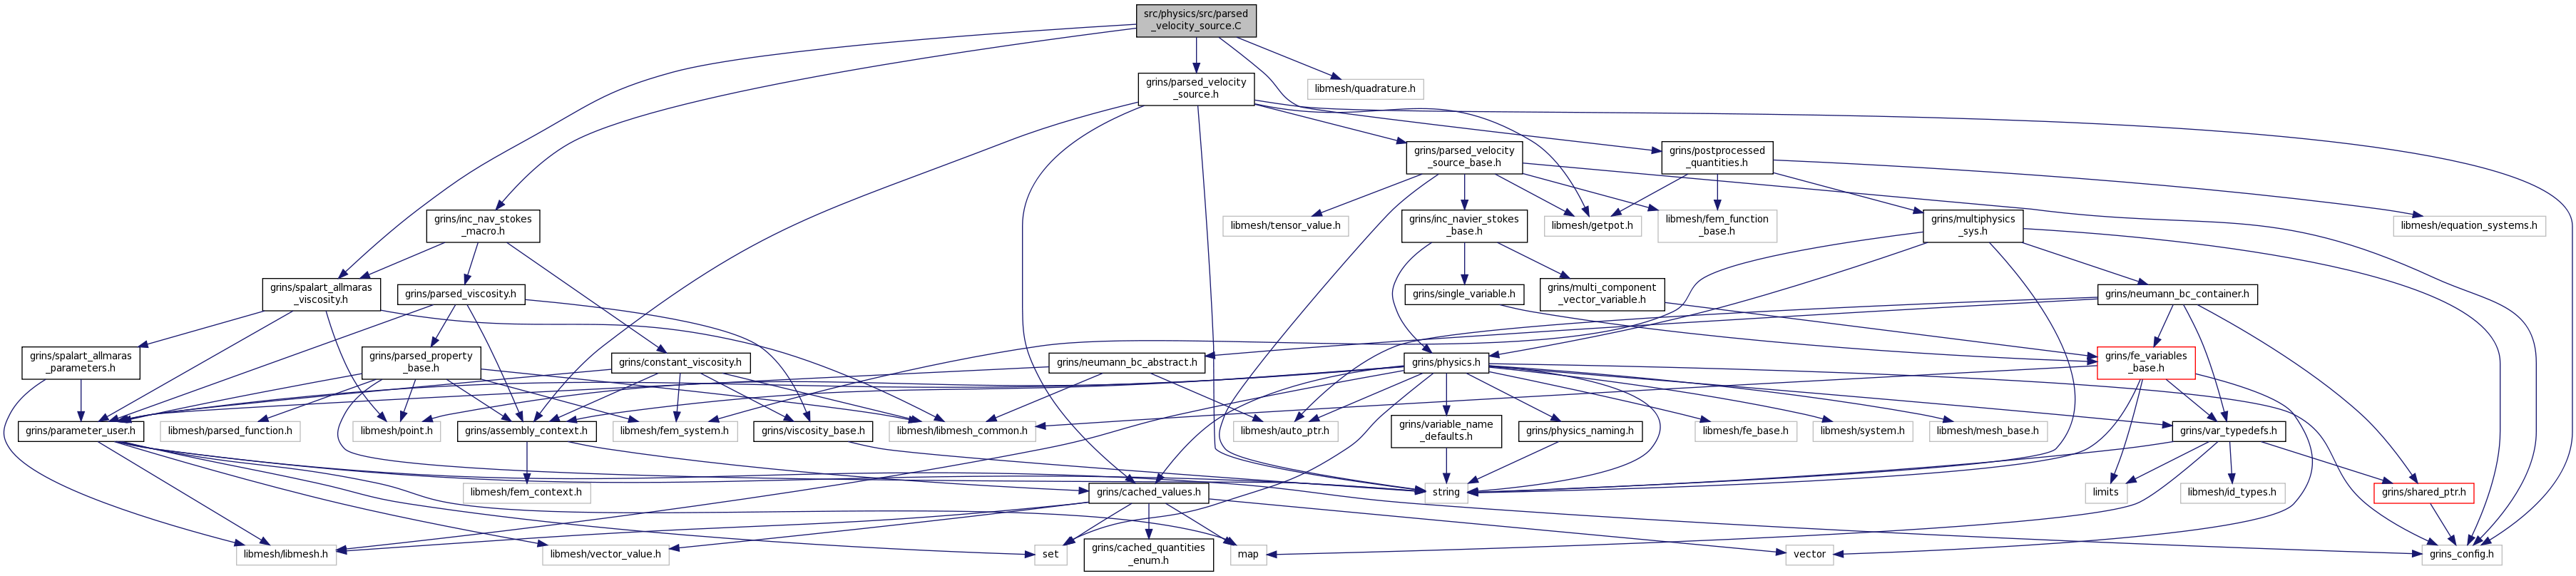 src/physics/src/parsed
_velocity_source.C
grins/parsed_velocity
_source.h
libmesh/quadrature.h
grins/parsed_velocity
_source_base.h
grins/postprocessed
_quantities.h
grins/inc_nav_stokes
_macro.h
libmesh/tensor_value.h
grins/inc_navier_stokes
_base.h
libmesh/getpot.h
libmesh/fem_function
_base.h
grins/multiphysics
_sys.h
libmesh/equation_systems.h
grins/spalart_allmaras
_viscosity.h
grins/parsed_viscosity.h
grins/single_variable.h
grins/multi_component
_vector_variable.h
grins/neumann_bc_container.h
grins/spalart_allmaras
_parameters.h
grins/parsed_property
_base.h
grins/constant_viscosity.h
grins/neumann_bc_abstract.h
grins/physics.h
grins/fe_variables
_base.h
grins/parameter_user.h
libmesh/parsed_function.h
libmesh/point.h
grins/assembly_context.h
libmesh/fem_system.h
grins/viscosity_base.h
libmesh/libmesh_common.h
libmesh/auto_ptr.h
grins/variable_name
_defaults.h
grins/physics_naming.h
libmesh/fe_base.h
libmesh/system.h
libmesh/mesh_base.h
grins/var_typedefs.h
libmesh/fem_context.h
grins/cached_values.h
string
limits
libmesh/id_types.h
grins/shared_ptr.h
libmesh/libmesh.h
libmesh/vector_value.h
set
grins/cached_quantities
_enum.h
map
vector
grins_config.h